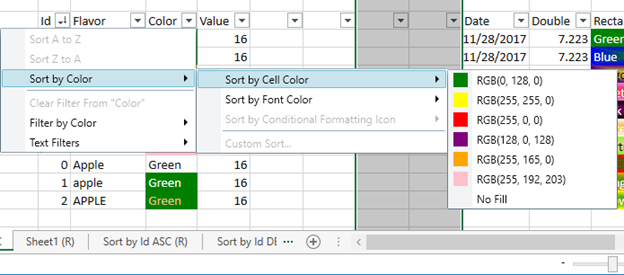 Id Flavor Color Value Date Double Recta
Sort A to Z 16 11/28/2017 7.223 Green
Sort Z to A 16 11/28/2017 7.223 Blue
Sort by Color Sort by Cell Color RGB(0, 128, 0)
Clear Filter From "Color" Sort by Font Color RGB(255, 255, 0)
Filter by Color Sort by Conditional Formatting Icon RGB(255, 0, 0)
Text Filters Custom Sort... RGB(128, 0, 128)
RGB(255, 165, 0)
0 Apple Green 16 RGB(255, 192, 203)
1 apple Green 16 No Fill
2 APPLE Green 16
Sheet1 (R) Sort by Id ASC (R) Sort by Id DE ...